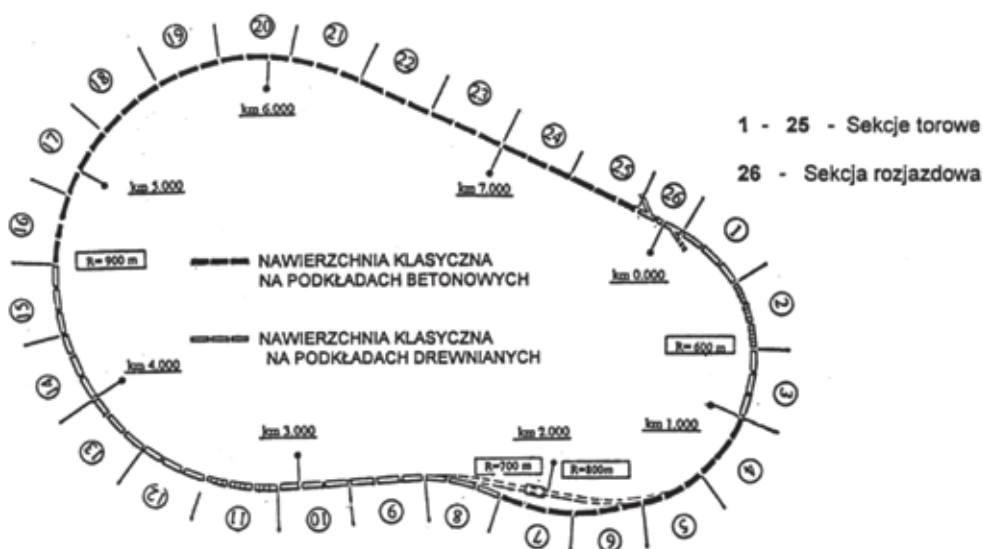 20
21
19
22
18
23
km 6.000
1 - 25 - Sekcje torowe
17
24
26 - Sekcja rozjazdowa
km 5.000
km 7.000
25
26
16
1
R= 900 m
NAWIERZCHNIA KLASYCZNA
NA PODKŁADACH BETONOWYCH
km 0.000
2
15
NAWIERZCHNIA KLASYCZNA
NA PODKŁADACH DREWNIANYCH
R= 600 m
km 4.000
14
3
km 3.000
km 2.000
km 1.000
13
R=700 m
R=800m
4
12
11
10
9
8
7
6
5